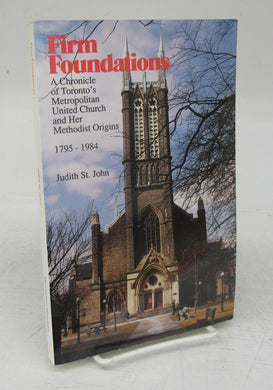 Firm
Foundations
A Chronicle
of Toronto's
Metropolitan
United Church
and Her
Methodist Origins
1795 - 1984
Judith St. John